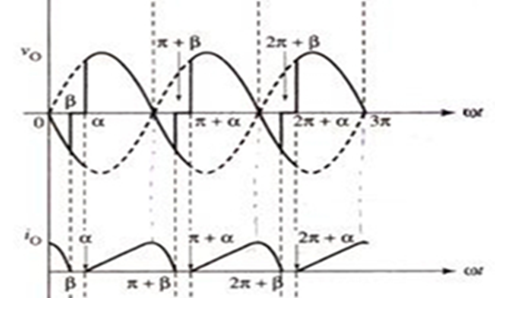 π + β 2π + β
vO
β
0 α π + α 2π + α 3π ωt
iO α π + α 2π + α
ωt
β π + β 2π + β